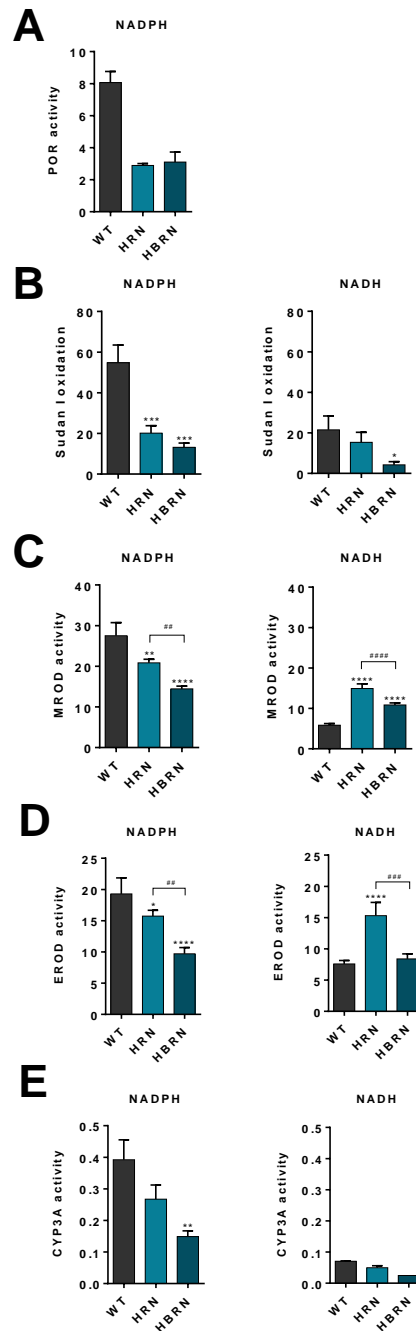 A
NADPH
POR activity
10
8
6
4
2
0
WT
HRN
HBRN
B
NADPH
Sudan I oxidation
80
60
40
20
0
***
***
WT
HRN
HBRN
NADH
Sudan I oxidation
80
60
40
20
0
*
WT
HRN
HBRN
C
NADPH
MROD activity
40
30
20
10
0
**
##
****
WT
HRN
HBRN
NADH
MROD activity
40
30
20
10
0
####
****
****
WT
HRN
HBRN
D
NADPH
EROD activity
25
20
15
10
5
0
##
*
****
WT
HRN
HBRN
NADH
EROD activity
25
20
15
10
5
0
###
****
WT
HRN
HBRN
E
NADPH
CYP3A activity
0.5
0.4
0.3
0.2
0.1
0.0
**
WT
HRN
HBRN
NADH
CYP3A activity
0.5
0.4
0.3
0.2
0.1
0.0
WT
HRN
HBRN